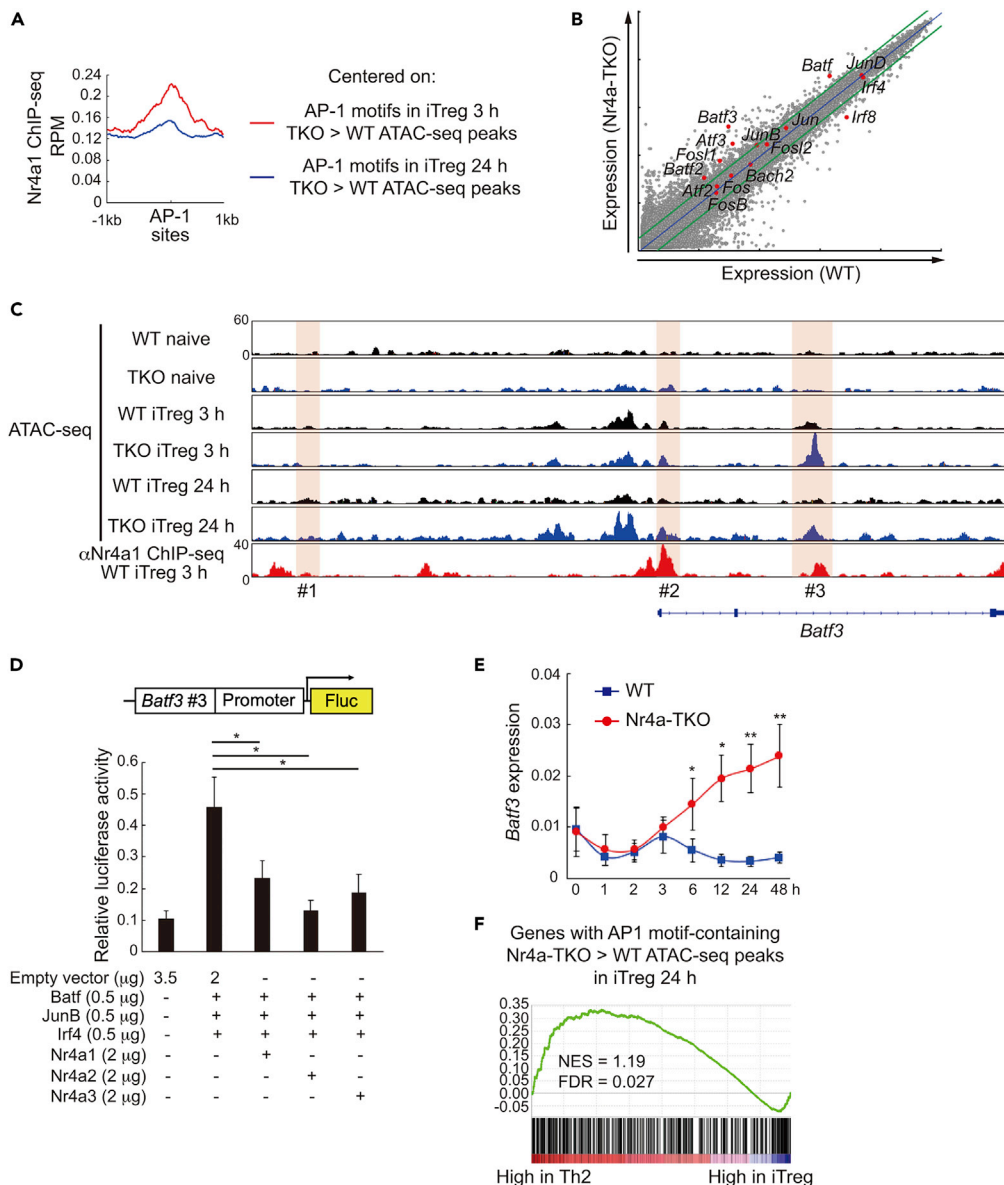 A
Nr4a1 ChIP-seq
RPM
0.24
0.20
0.16
0.12
0.08
0.04
0
-1kb
AP-1
sites
1kb
Centered on:
AP-1 motifs in iTreg 3 h
TKO > WT ATAC-seq peaks
AP-1 motifs in iTreg 24 h
TKO > WT ATAC-seq peaks
B
Expression (Nr4a-TKO)
Batf
JunD
Irf4
Irf8
Batf3
Jun
Atf3
JunB
Fosl1
Fosl2
Batf2
Bach2
Atf2
Fos
FosB
Expression (WT)
C
ATAC-seq
60
0
WT naive
TKO naive
WT iTreg 3 h
TKO iTreg 3 h
WT iTreg 24 h
TKO iTreg 24 h
αNr4a1 ChIP-seq
WT iTreg 3 h
40
0
#1
#2
#3
Batf3
D
Batf3 #3
Promoter
Fluc
Relative luciferase activity
0.6
0.5
0.4
0.3
0.2
0.1
0
*
*
*
Empty vector (μg) 3.5 2 - - -
Batf (0.5 μg) - + + + +
JunB (0.5 μg) - + + + +
Irf4 (0.5 μg) - + + + +
Nr4a1 (2 μg) - - + - -
Nr4a2 (2 μg) - - - + -
Nr4a3 (2 μg) - - - - +
E
Batf3 expression
0.04
0.03
0.02
0.01
0
WT
Nr4a-TKO
* * ** **
0 1 2 3 6 12 24 48 h
F
Genes with AP1 motif-containing
Nr4a-TKO > WT ATAC-seq peaks
in iTreg 24 h
0.35
0.30
0.25
0.20
0.15
0.10
0.05
0.00
-0.05
NES = 1.19
FDR = 0.027
High in Th2
High in iTreg